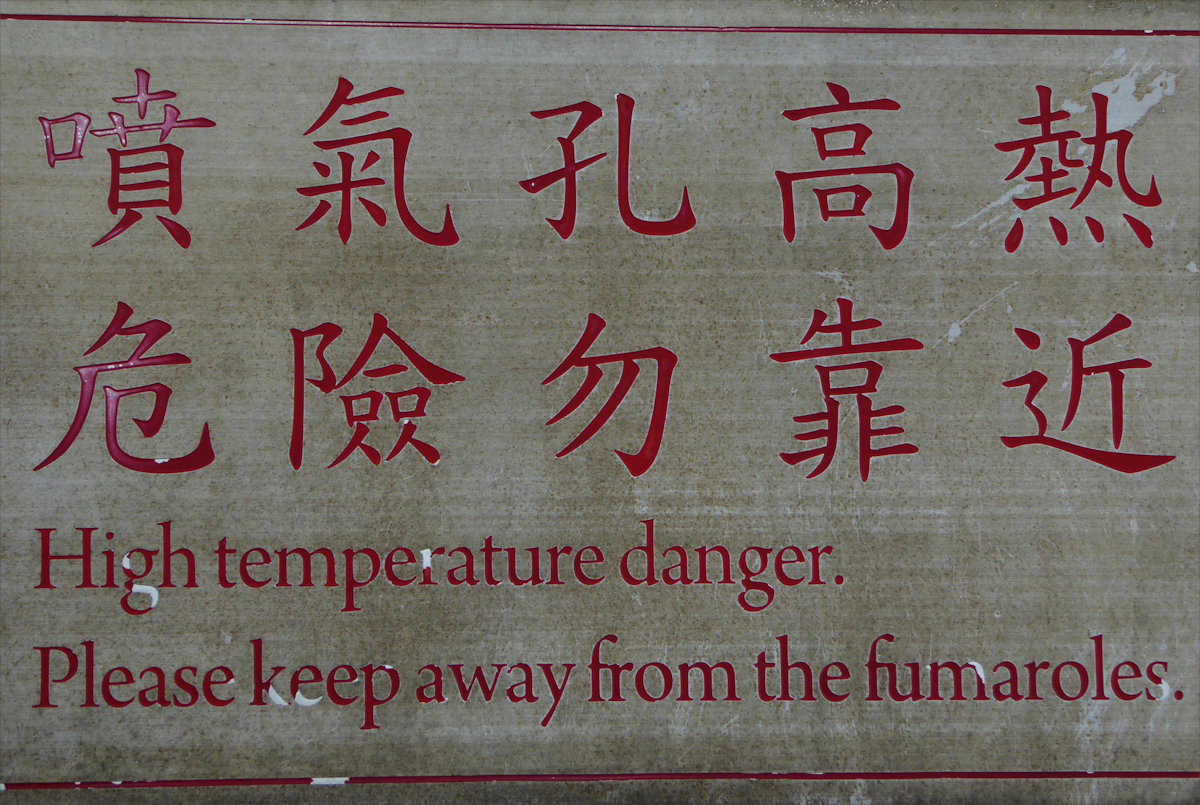 噴氣孔高熱
危險勿靠近
High temperature danger.
Please keep away from the fumaroles.